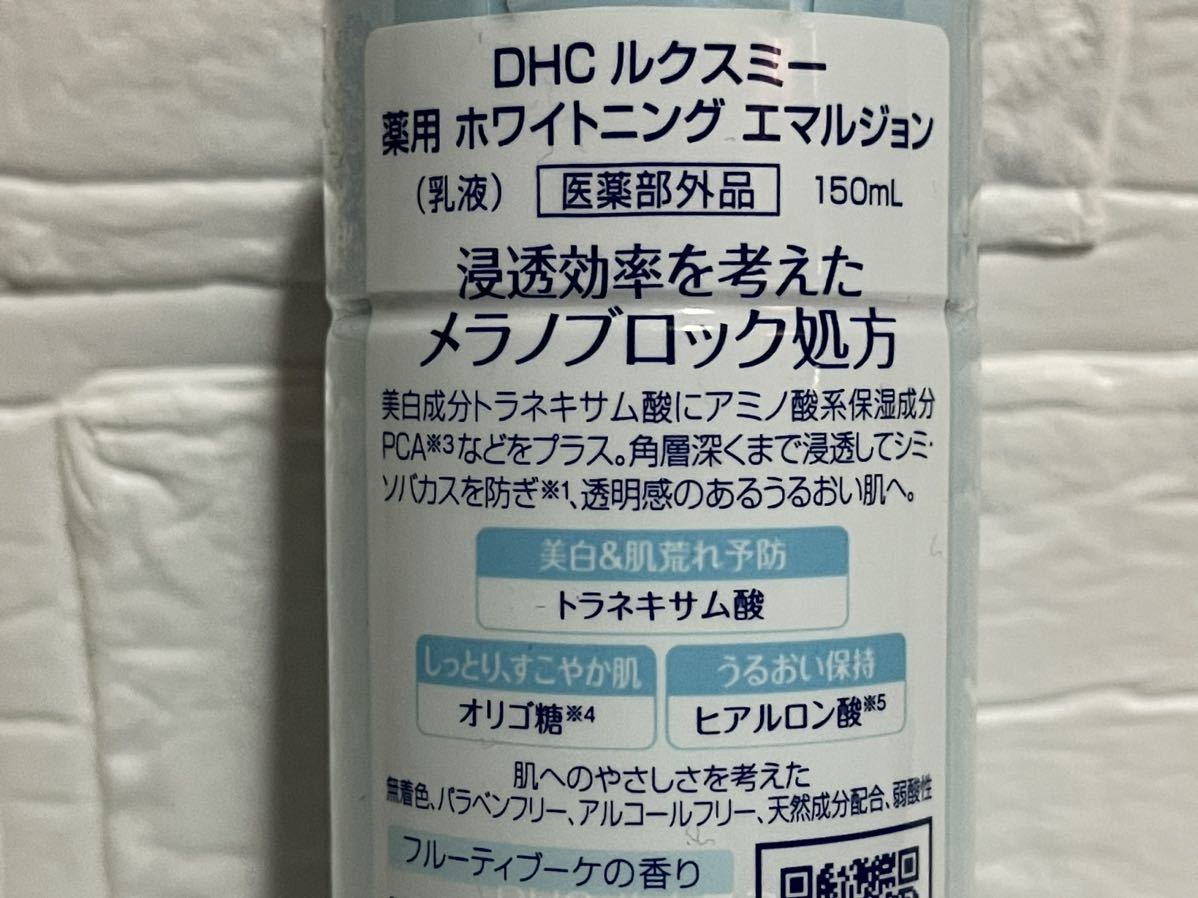 DHC ルクスミー
薬用 ホワイトニング エマルジョン
(乳液) 医薬部外品 150mL
浸透効率を考えた
メラノブロック処方
美白成分トラネキサム酸にアミノ酸系保湿成分
PCA※3などをプラス。角層深くまで浸透してシミ・
ソバカスを防ぎ※1、透明感のあるうるおい肌へ。
美白&肌荒れ予防
トラネキサム酸
しっとり、すこやか肌
オリゴ糖※4
うるおい保持
ヒアルロン酸※5
肌へのやさしさを考えた
無着色、パラベンフリー、アルコールフリー、天然成分配合、弱酸性
フルーティブーケの香り